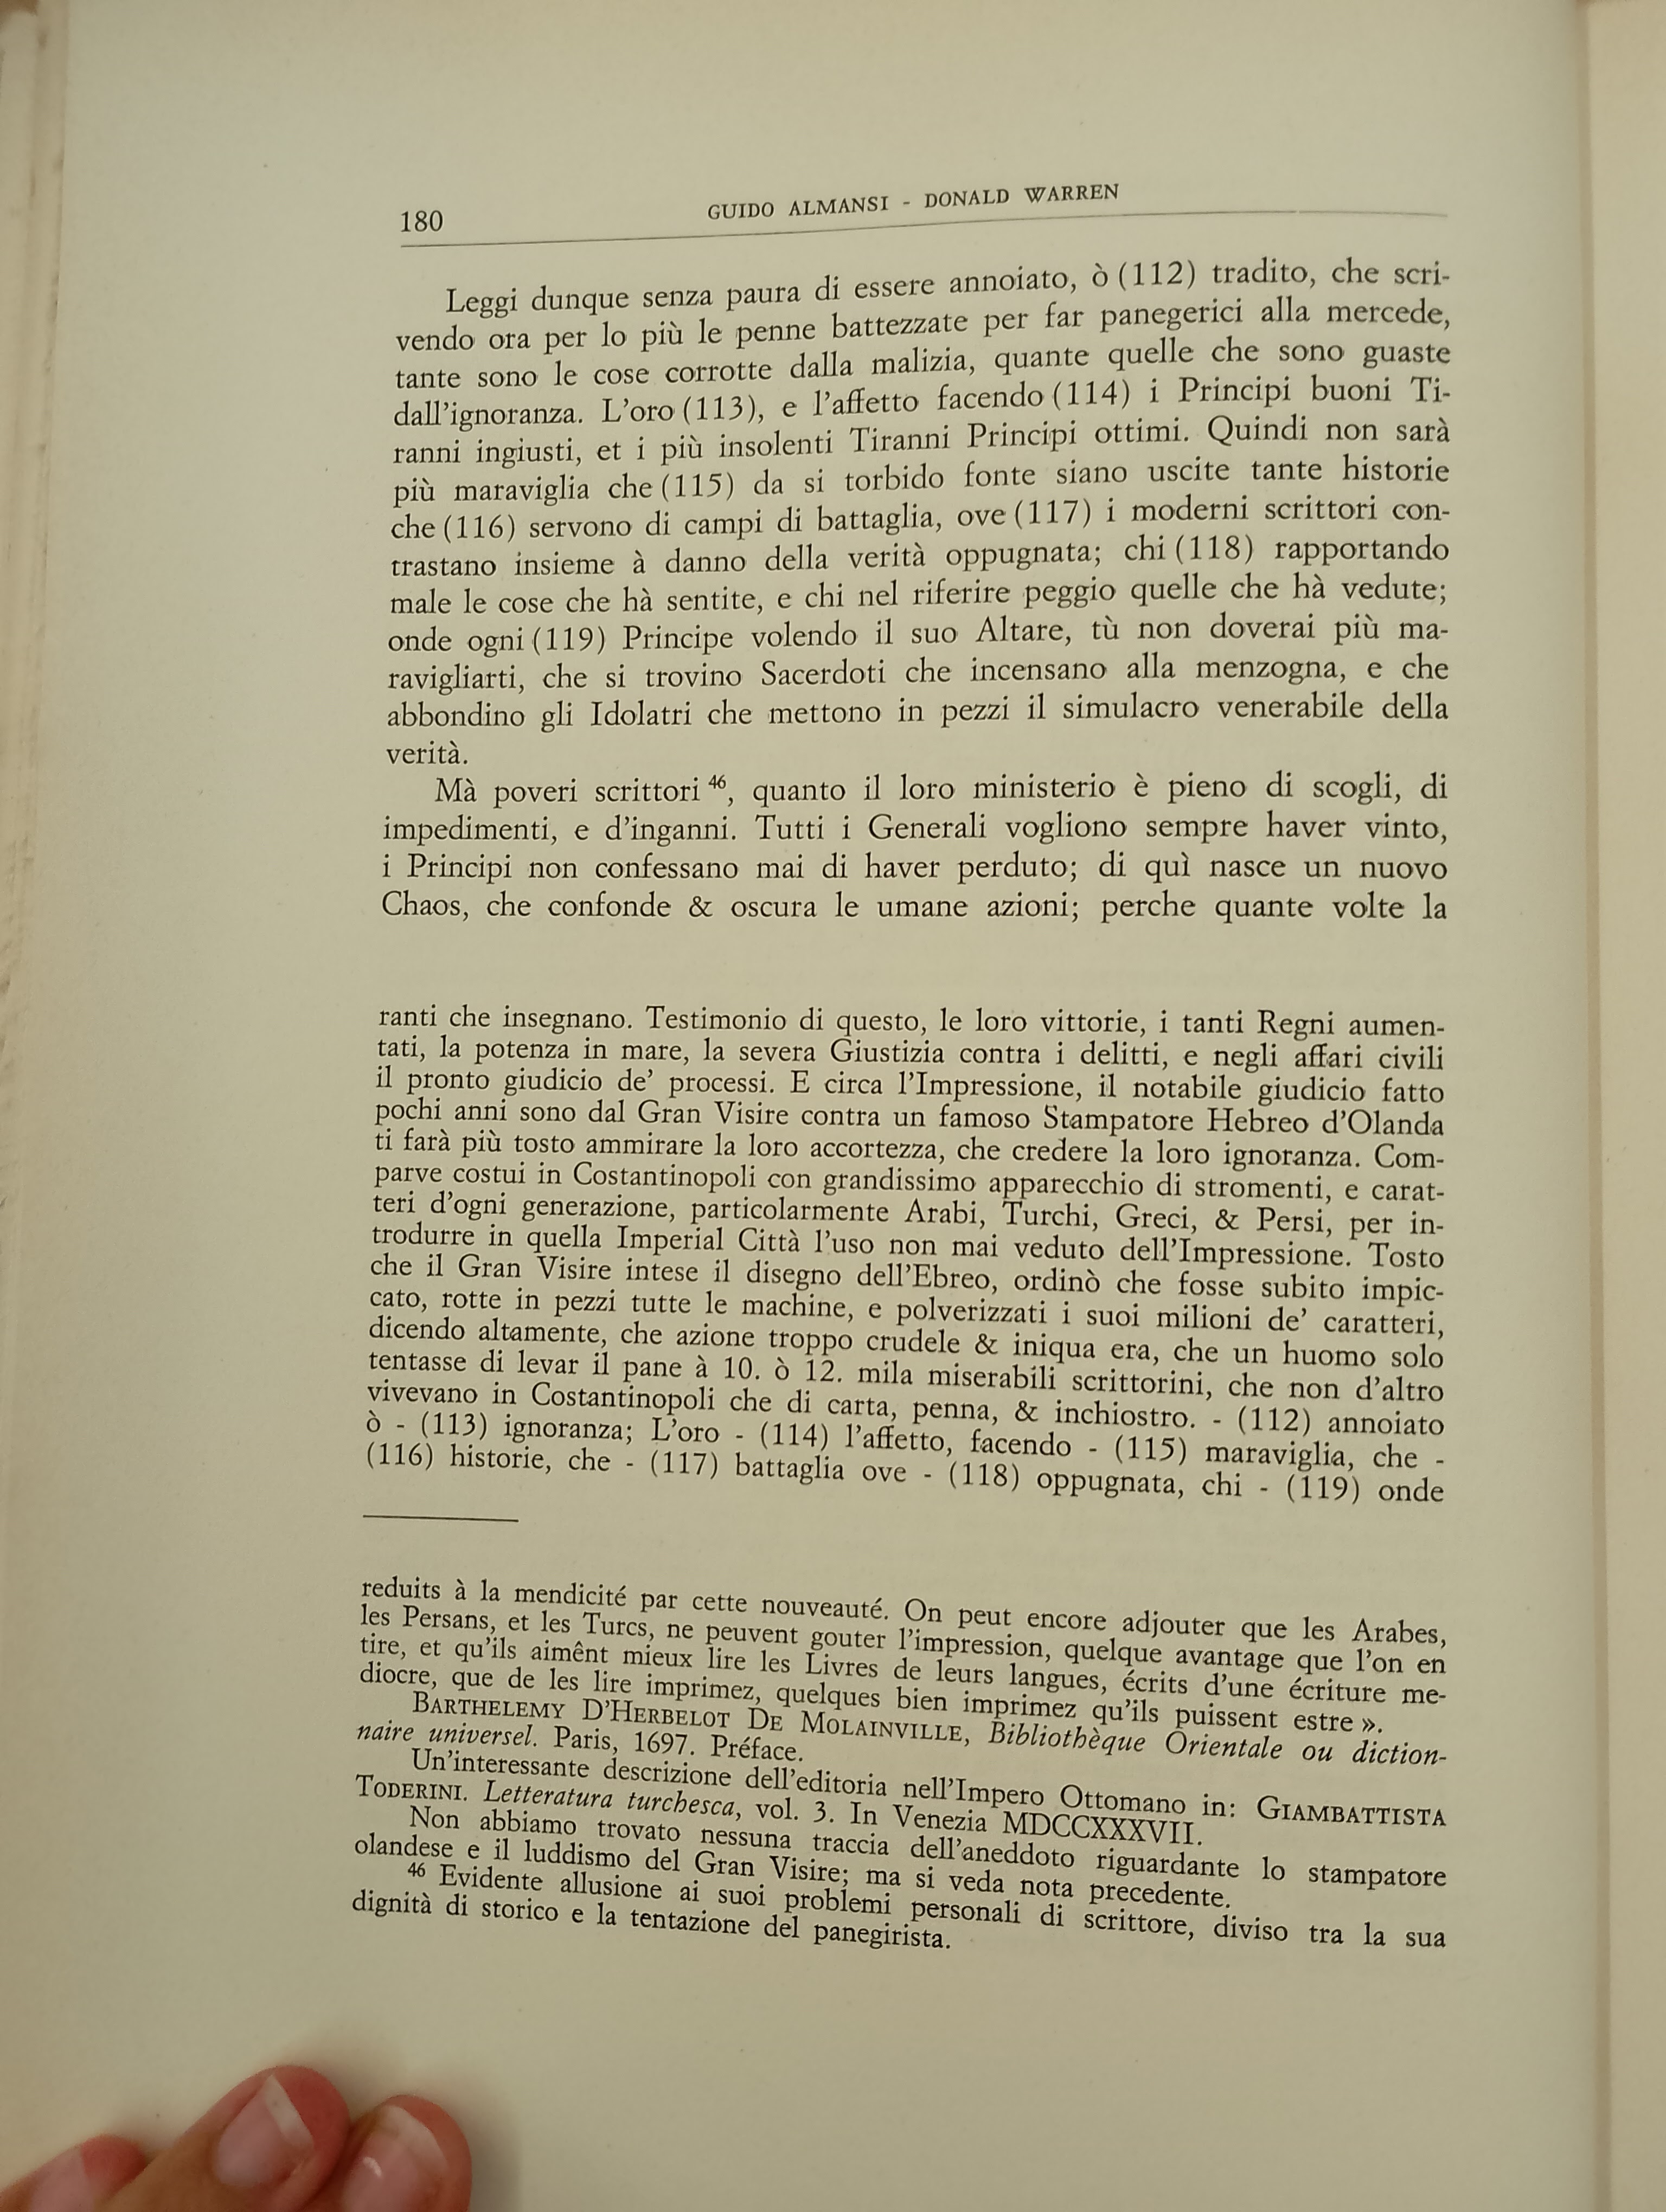 180
GUIDO ALMANSI - DONALD WARREN
Leggi dunque senza paura di essere annoiato, ò (112) tradito, che scri-
vendo ora per lo più le penne battezzate per far panegerici alla mercede,
tante sono le cose corrotte dalla malizia, quante quelle che sono guaste
dall'ignoranza. L'oro (113), e l'affetto facendo (114) i Principi buoni Ti-
ranni ingiusti, et i più insolenti Tiranni Principi ottimi. Quindi non sarà
più maraviglia che (115) da si torbido fonte siano uscite tante historie
che (116) servono di campi di battaglia, ove (117) i moderni scrittori con-
trastano insieme à danno della verità oppugnata; chi (118) rapportando
male le cose che hà sentite, e chi nel riferire peggio quelle che hà vedute;
onde ogni (119) Principe volendo il suo Altare, tù non doverai più ma-
ravigliarti, che si trovino Sacerdoti che incensano alla menzogna, e che
abbondino gli Idolatri che mettono in pezzi il simulacro venerabile della
verità.
Mà poveri scrittori 46, quanto il loro ministerio è pieno di scogli, di
impedimenti, e d'inganni. Tutti i Generali vogliono sempre haver vinto,
i Principi non confessano mai di haver perduto; di quì nasce un nuovo
Chaos, che confonde & oscura le umane azioni; perche quante volte la
ranti che insegnano. Testimonio di questo, le loro vittorie, i tanti Regni aumen-
tati, la potenza in mare, la severa Giustizia contra i delitti, e negli affari civili
il pronto giudicio de' processi. E circa l'Impressione, il notabile giudicio fatto
pochi anni sono dal Gran Visire contra un famoso Stampatore Hebreo d'Olanda
ti farà più tosto ammirare la loro accortezza, che credere la loro ignoranza. Com-
parve costui in Costantinopoli con grandissimo apparecchio di stromenti, e carat-
teri d'ogni generazione, particolarmente Arabi, Turchi, Greci, & Persi, per in-
trodurre in quella Imperial Città l'uso non mai veduto dell'Impressione. Tosto
che il Gran Visire intese il disegno dell'Ebreo, ordinò che fosse subito impic-
cato, rotte in pezzi tutte le machine, e polverizzati i suoi milioni de' caratteri,
dicendo altamente, che azione troppo crudele & iniqua era, che un huomo solo
tentasse di levar il pane à 10. ò 12. mila miserabili scrittorini, che non d'altro
vivevano in Costantinopoli che di carta, penna, & inchiostro. - (112) annoiato
ò - (113) ignoranza; L'oro - (114) l'affetto, facendo - (115) maraviglia, che -
(116) historie, che - (117) battaglia ove - (118) oppugnata, chi - (119) onde
reduits à la mendicité par cette nouveauté. On peut encore adjouter que les Arabes,
les Persans, et les Turcs, ne peuvent gouter l'impression, quelque avantage que l'on en
tire, et qu'ils aimênt mieux lire les Livres de leurs langues, écrits d'une écriture me-
diocre, que de les lire imprimez, quelques bien imprimez qu'ils puissent estre ».
BARTHELEMY D'HERBELOT DE MOLAINVILLE, Bibliothèque Orientale ou diction-
naire universel. Paris, 1697. Préface.
Un'interessante descrizione dell'editoria nell'Impero Ottomano in: GIAMBATTISTA
TODERINI. Letteratura turchesca, vol. 3. In Venezia MDCCXXXVII.
Non abbiamo trovato nessuna traccia dell'aneddoto riguardante lo stampatore
olandese e il luddismo del Gran Visire; ma si veda nota precedente.
46 Evidente allusione ai suoi problemi personali di scrittore, diviso tra la sua
dignità di storico e la tentazione del panegirista.